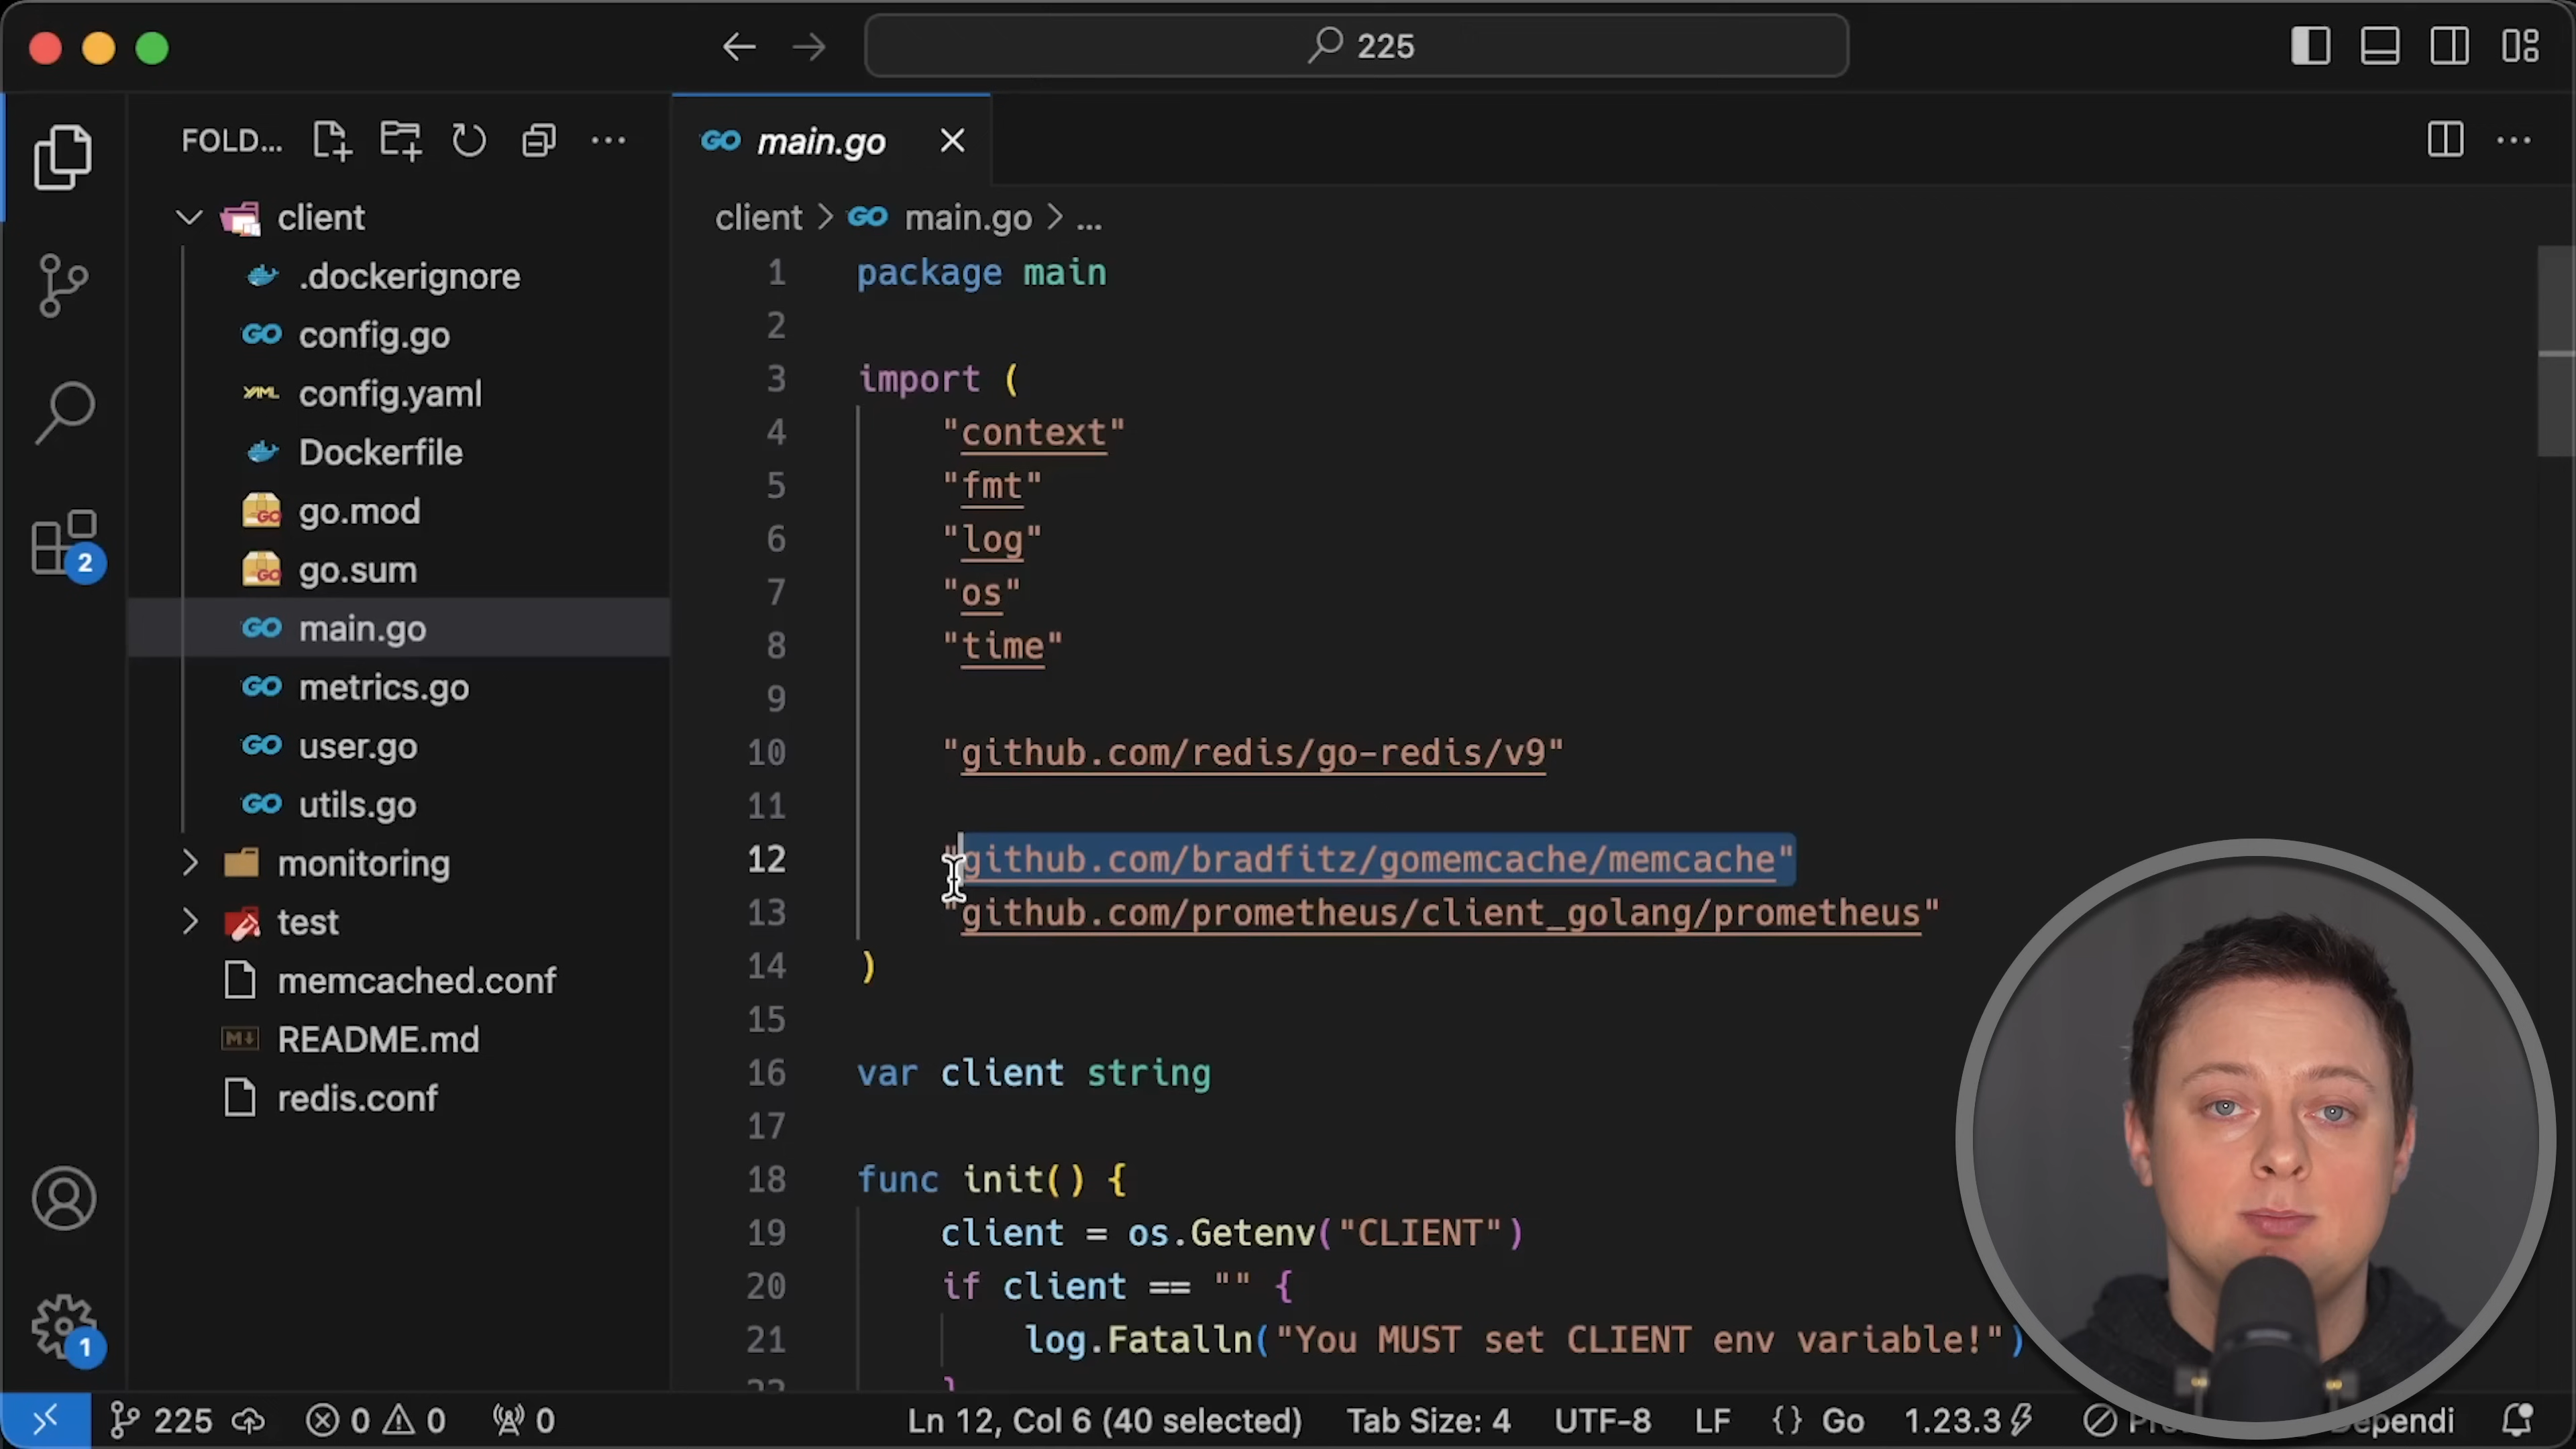 225
FOLD...
client
.dockerignore
config.go
config.yaml
Dockerfile
go.mod
go.sum
main.go
metrics.go
user.go
utils.go
monitoring
test
memcached.conf
README.md
redis.conf
2
1
main.go
client > main.go > ...
1 package main
2
3 import (
4 "context"
5 "fmt"
6 "log"
7 "os"
8 "time"
9
10 "github.com/redis/go-redis/v9"
11
12 "github.com/bradfitz/gomemcache/memcache"
13 "github.com/prometheus/client_golang/prometheus"
14 )
15
16 var client string
17
18 func init() {
19 client = os.Getenv("CLIENT")
20 if client == "" {
21 log.Fatalln("You MUST set CLIENT env variable!")
22 }
225 0 0 0 Ln 12, Col 6 (40 selected) Tab Size: 4 UTF-8 LF {} Go 1.23.3